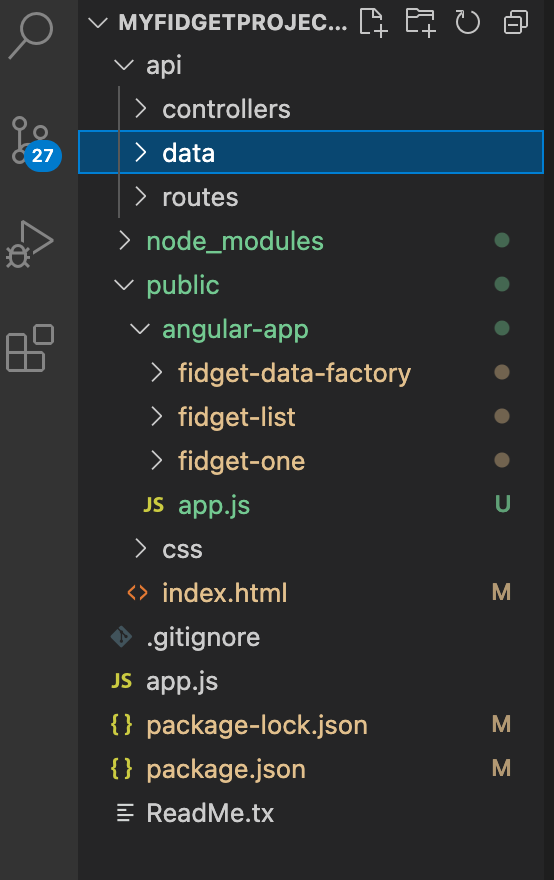 MYFIDGETPROJEC...
api
controllers
27
data
routes
node_modules
public
angular-app
fidget-data-factory
fidget-list
fidget-one
JS app.js U
css
<> index.html M
.gitignore
JS app.js
{ } package-lock.json M
{ } package.json M
ReadMe.tx